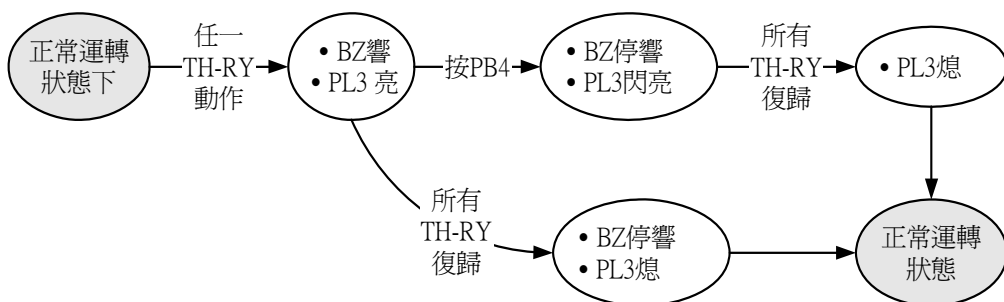 正常運轉
狀態下
任一
TH-RY
動作
• BZ響
• PL3 亮
按PB4
• BZ停響
• PL3閃亮
所有
TH-RY
復歸
• PL3熄
所有
TH-RY
復歸
• BZ停響
• PL3熄
正常運轉
狀態